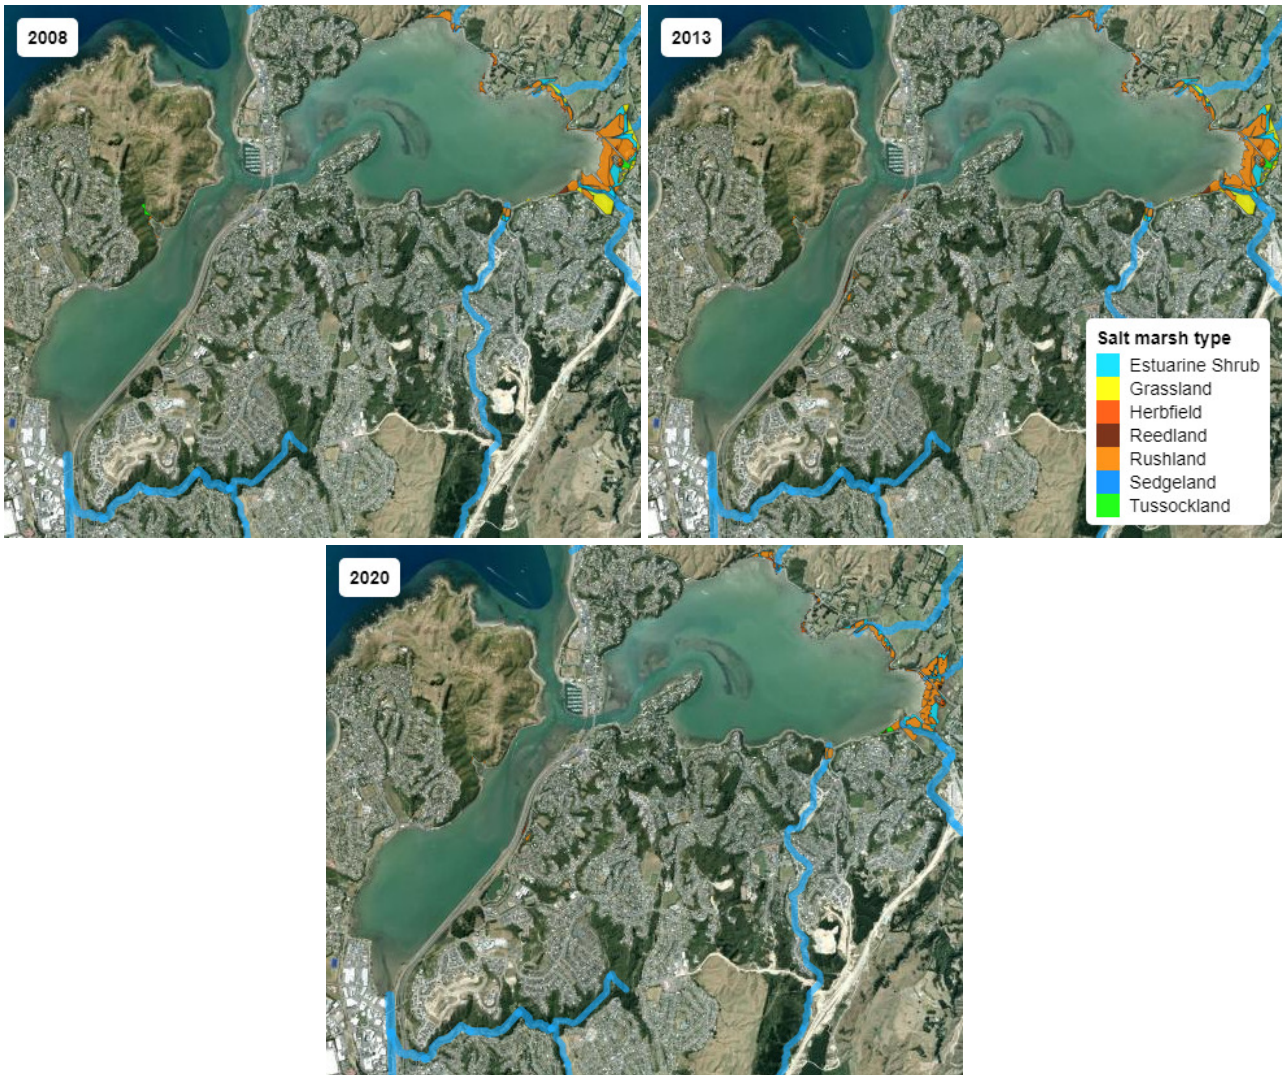 2008
2013
Salt marsh type
Estuarine Shrub
Grassland
Herbfield
Reedland
Rushland
Sedgeland
Tussockland
2020